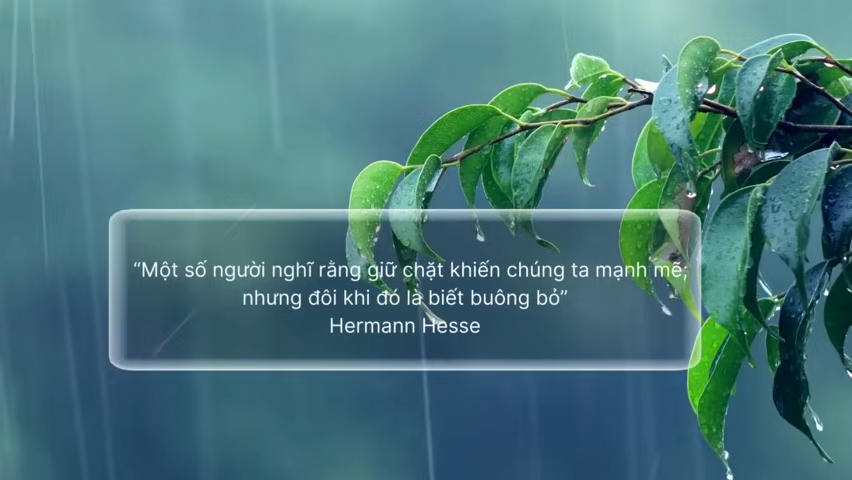 “Một số người nghĩ rằng giữ chặt khiến chúng ta mạnh mẽ;
nhưng đôi khi đó là biết buông bỏ”
Hermann Hesse